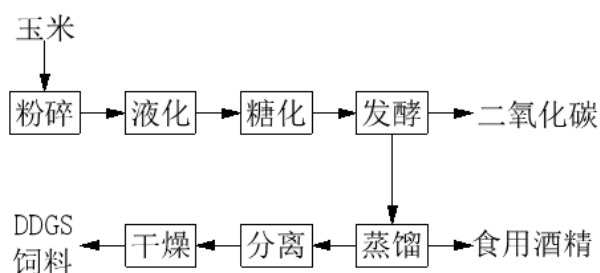 玉米
粉碎
液化
糖化
发酵
二氧化碳
DDGS
饲料
干燥
分离
蒸馏
食用酒精